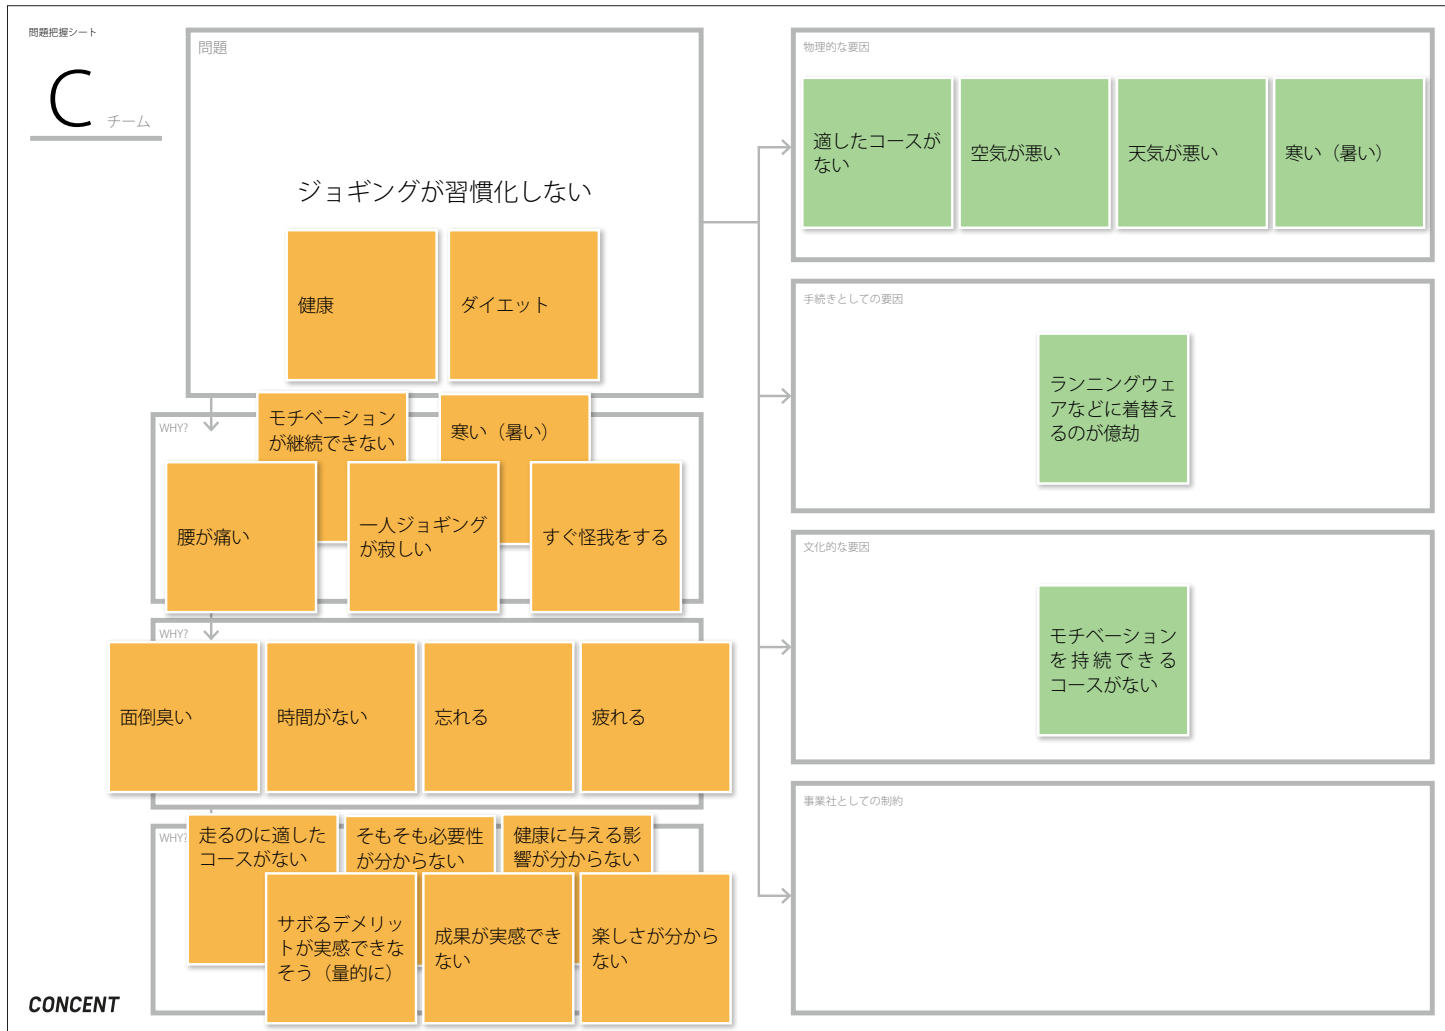 問題把握シート
C チーム
問題
ジョギングが習慣化しない
健康
ダイエット
WHY?
モチベーション
が継続できない
寒い（暑い）
腰が痛い
一人ジョギング
が寂しい
すぐ怪我をする
WHY?
面倒臭い
時間がない
忘れる
疲れる
WHY?
走るのに適した
コースがない
そもそも必要性
が分からない
健康に与える影
響が分からない
サボるデメリッ
トが実感できな
そう（量的に）
成果が実感でき
ない
楽しさが分から
ない
物理的な要因
適したコースが
ない
空気が悪い
天気が悪い
寒い（暑い）
手続きとしての要因
ランニングウェ
アなどに着替え
るのが億劫
文化的な要因
モチベーション
を持続できる
コースがない
事業社としての制約
CONCENT